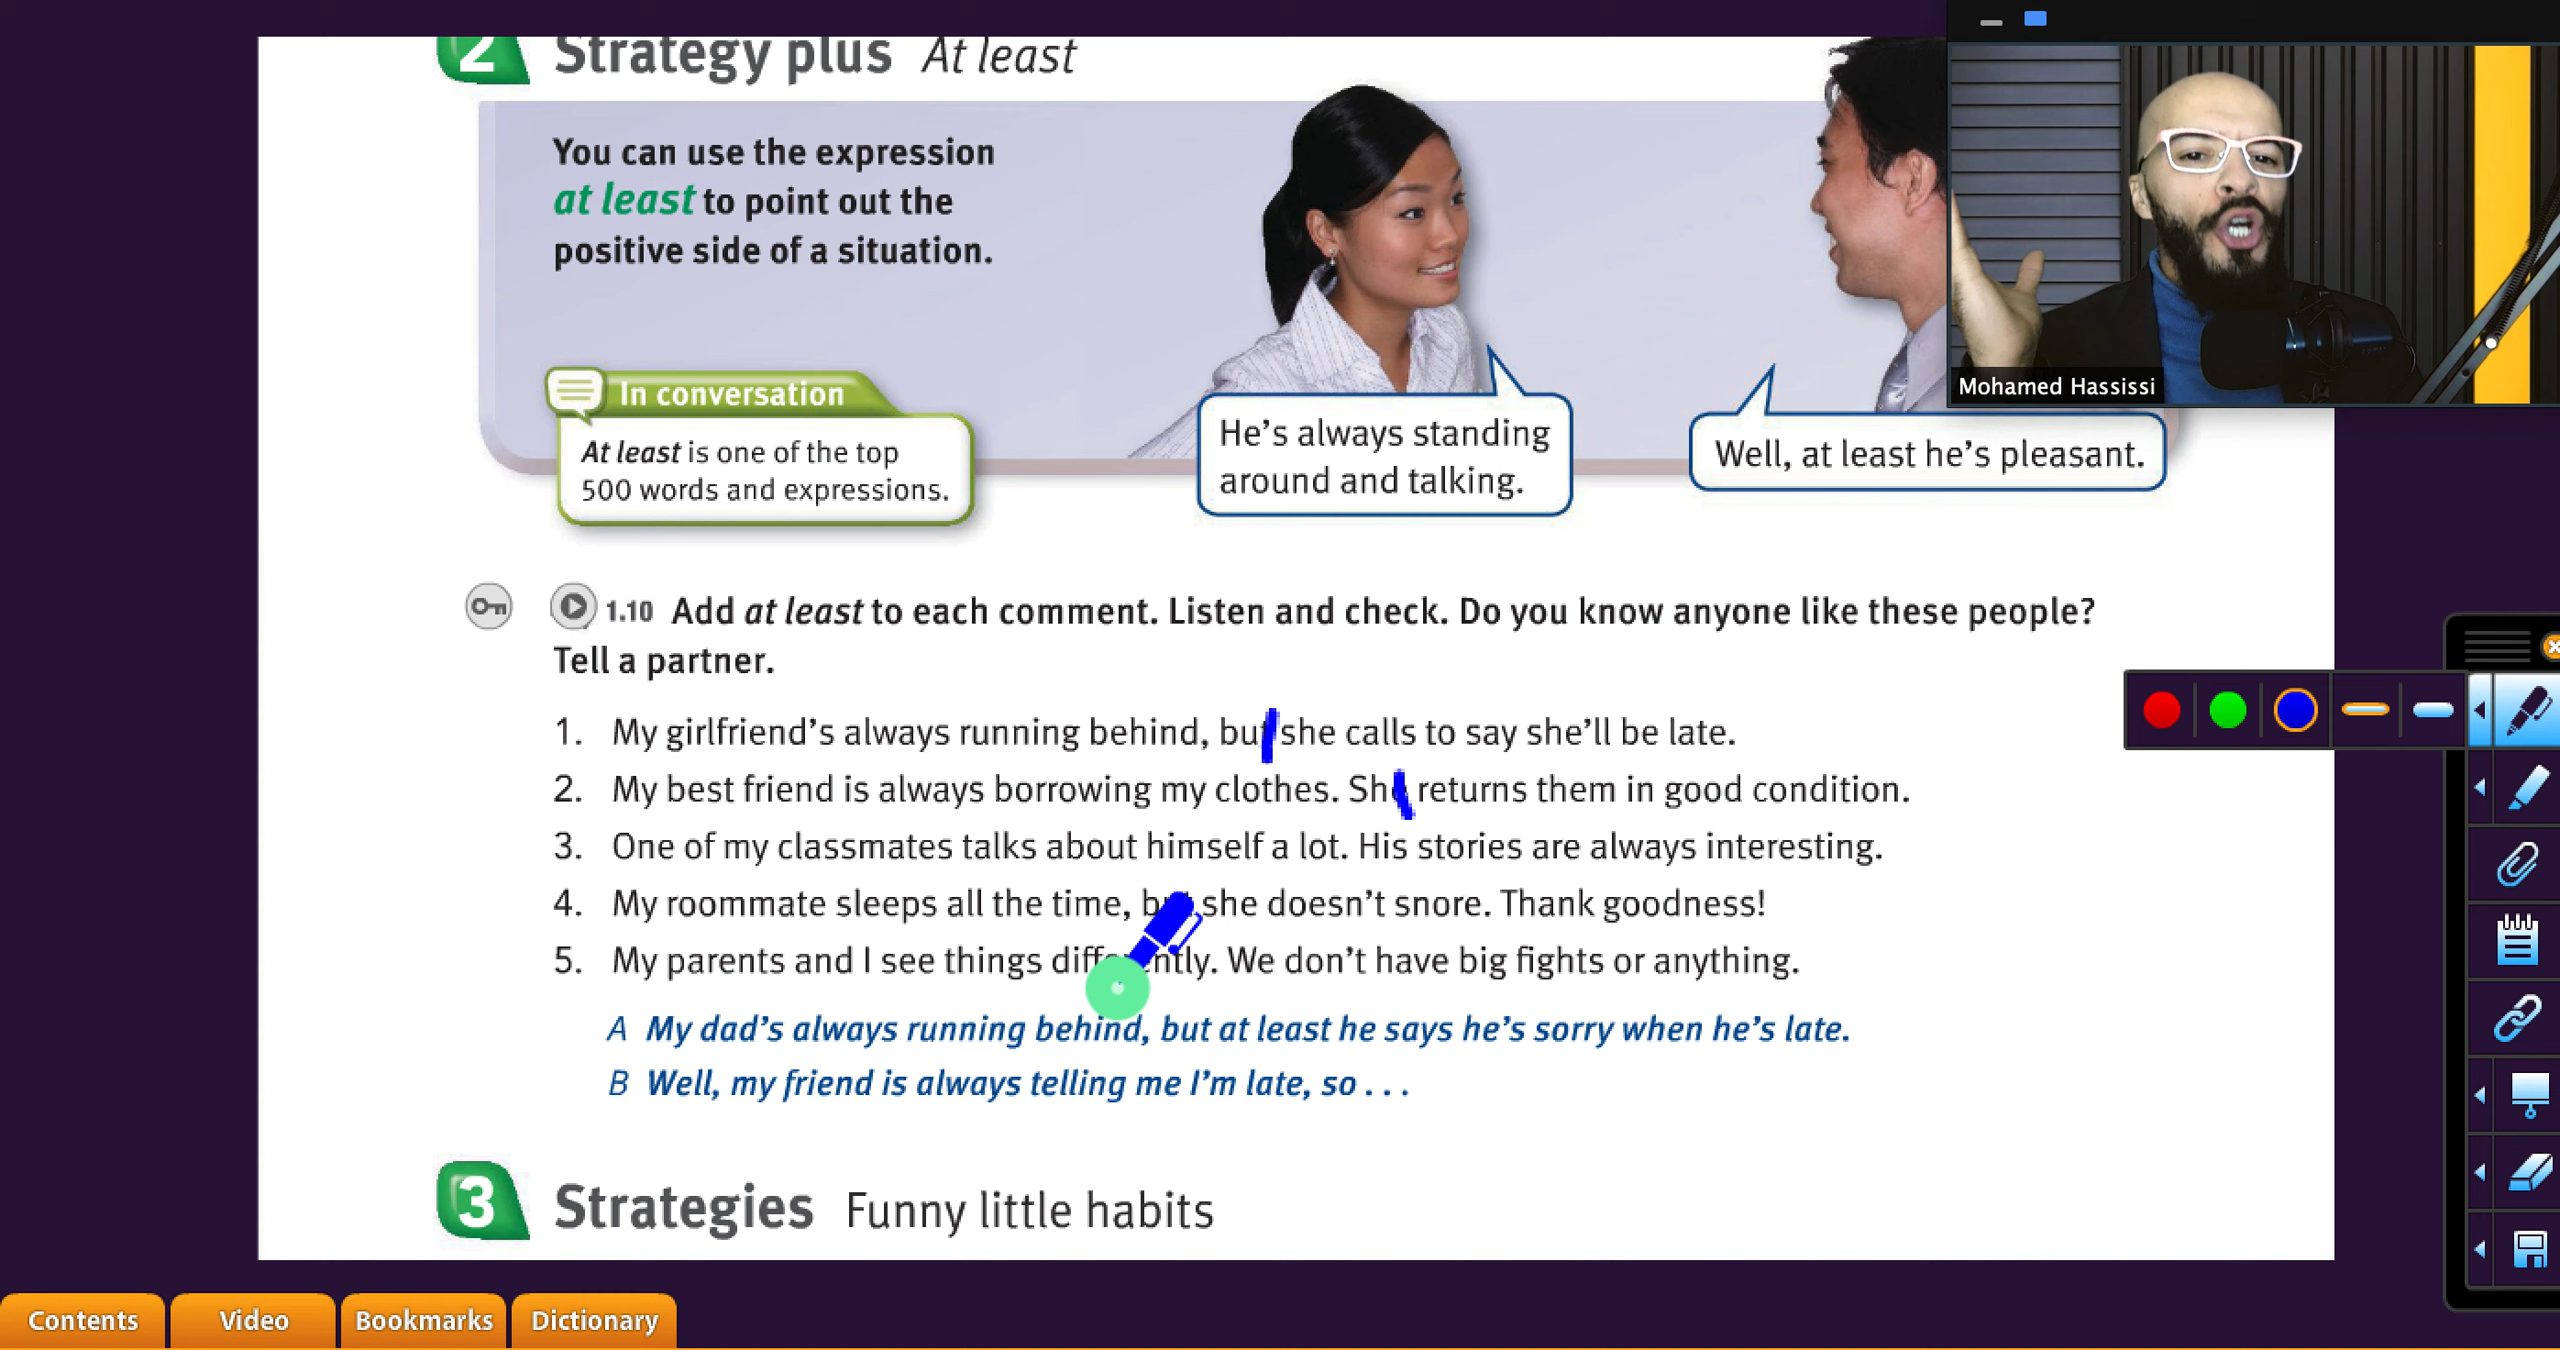 2 Strategy plus At least
You can use the expression
at least to point out the
positive side of a situation.
In conversation
At least is one of the top
500 words and expressions.
He's always standing
around and talking.
Well, at least he's pleasant.
Mohamed Hassissi
1.10 Add at least to each comment. Listen and check. Do you know anyone like these people?
Tell a partner.
1. My girlfriend's always running behind, but she calls to say she'll be late.
2. My best friend is always borrowing my clothes. She returns them in good condition.
3. One of my classmates talks about himself a lot. His stories are always interesting.
4. My roommate sleeps all the time, but she doesn't snore. Thank goodness!
5. My parents and I see things differently. We don't have big fights or anything.
A My dad's always running behind, but at least he says he's sorry when he's late.
B Well, my friend is always telling me I'm late, so . . .
3 Strategies Funny little habits
Contents Video Bookmarks Dictionary